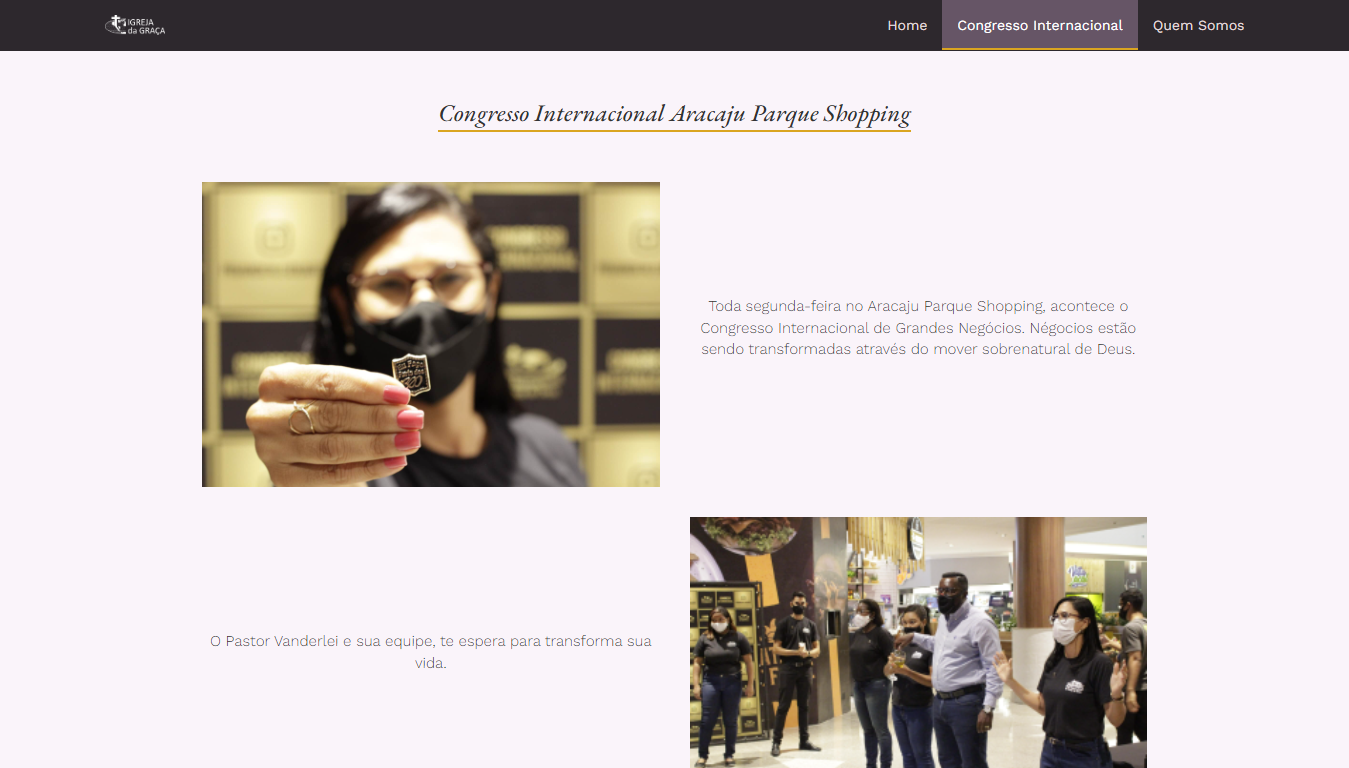 IGREJA
da GRAÇA
Home Congresso Internacional Quem Somos
Congresso Internacional Aracaju Parque Shopping
CONGRESSO
INTERNACIONAL
Toda segunda-feira no Aracaju Parque Shopping, acontece o
Congresso Internacional de Grandes Negócios. Négocios estão
sendo transformadas através do mover sobrenatural de Deus.
O Pastor Vanderlei e sua equipe, te espera para transforma sua
vida.